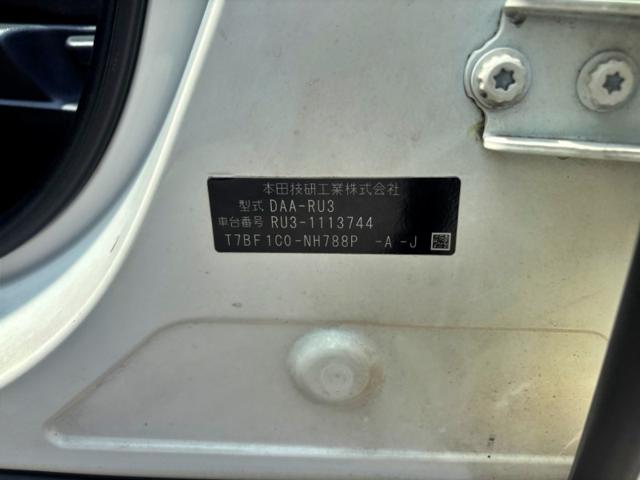 本田技研工業株式会社
型式 DAA-RU3
車台番号 RU3-1113744
T7BF1C0-NH788P -A -J